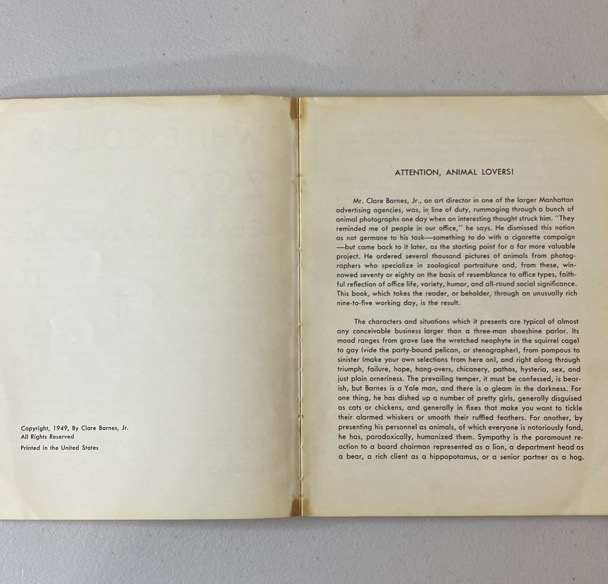 Copyright, 1949, By Clare Barnes, Jr.
All Rights Reserved
Printed in the United States
ATTENTION, ANIMAL LOVERS!
Mr. Clare Barnes, Jr., an art director in one of the larger Manhattan
advertising agencies, was, in line of duty, rummaging through a bunch of
animal photographs one day when an interesting thought struck him. "They
reminded me of people in our office," he says. He dismissed this notion
as not germane to his task—something to do with a cigarette campaign
—but came back to it later, as the starting point for a far more valuable
project. He ordered several thousand pictures of animals from photog-
raphers who specialize in zoological portraiture and, from these, win-
nowed seventy or eighty on the basis of resemblance to office types, faith-
ful reflection of office life, variety, humor, and all-round social significance.
This book, which takes the reader, or beholder, through an unusually rich
nine-to-five working day, is the result.
The characters and situations which it presents are typical of almost
any conceivable business larger than a three-man shoeshine parlor. Its
mood ranges from grave (see the wretched neophyte in the squirrel cage)
to gay (vide the party-bound pelican, or stenographer), from pompous to
sinister (make your own selections from here on), and right along through
triumph, failure, hope, hang-overs, chicanery, pathos, hysteria, sex, and
just plain orneriness. The prevailing temper, it must be confessed, is bear-
ish, but Barnes is a Yale man, and there is a gleam in the darkness. For
one thing, he has dished up a number of pretty girls, generally disguised
as cats or chickens, and generally in fixes that make you want to tickle
their alarmed whiskers or smooth their ruffled feathers. For another, by
presenting his personnel as animals, of which everyone is notoriously fond,
he has, paradoxically, humanized them. Sympathy is the paramount re-
action to a board chairman represented as a lion, a department head as
a bear, a rich client as a hippopotamus, or a senior partner as a hog.